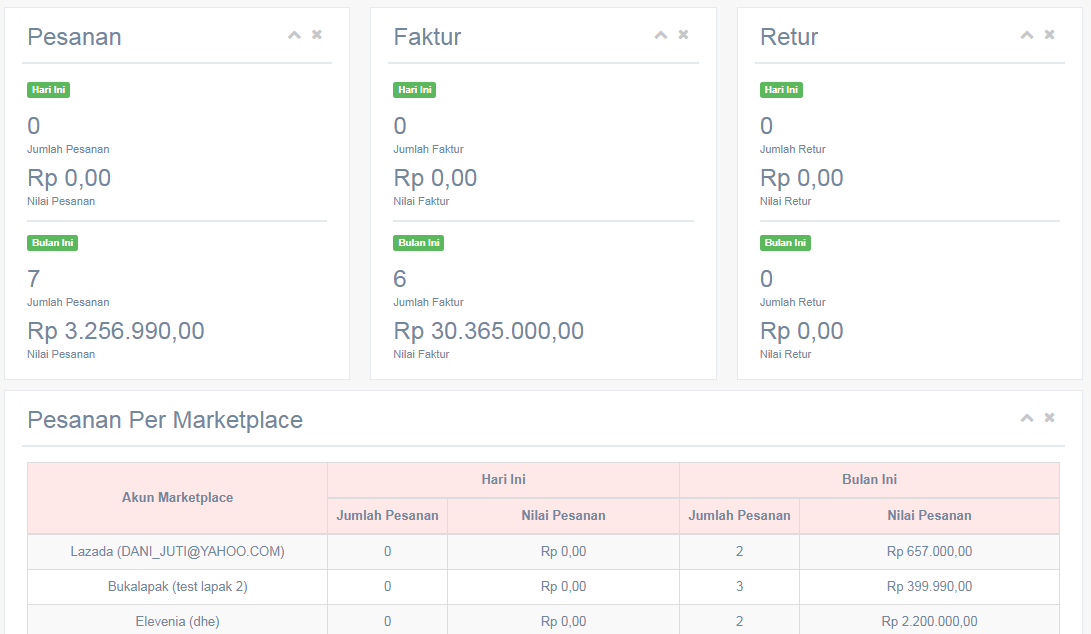 Pesanan
Hari Ini
0
Jumlah Pesanan
Rp 0,00
Nilai Pesanan
Bulan Ini
7
Jumlah Pesanan
Rp 3.256.990,00
Nilai Pesanan
Faktur
Hari Ini
0
Jumlah Faktur
Rp 0,00
Nilai Faktur
Bulan Ini
6
Jumlah Faktur
Rp 30.365.000,00
Nilai Faktur
Retur
Hari Ini
0
Jumlah Retur
Rp 0,00
Nilai Retur
Bulan Ini
0
Jumlah Retur
Rp 0,00
Nilai Retur
Pesanan Per Marketplace
Akun Marketplace Hari Ini Bulan Ini
Jumlah Pesanan Nilai Pesanan Jumlah Pesanan Nilai Pesanan
Lazada (DANI_JUTI@YAHOO.COM) 0 Rp 0,00 2 Rp 657.000,00
Bukalapak (test lapak 2) 0 Rp 0,00 3 Rp 399.990,00
Elevenia (dhe) 0 Rp 0,00 2 Rp 2.200.000,00